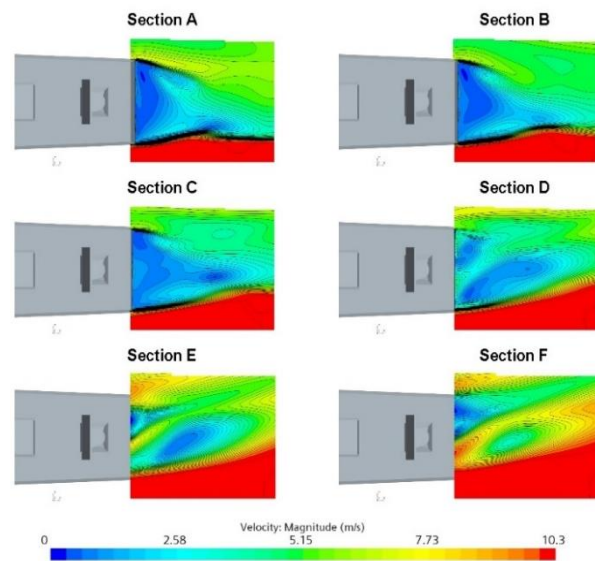 Section A Section B
Section C Section D
Section E Section F
Velocity: Magnitude (m/s)
0 2.58 5.15 7.73 10.3